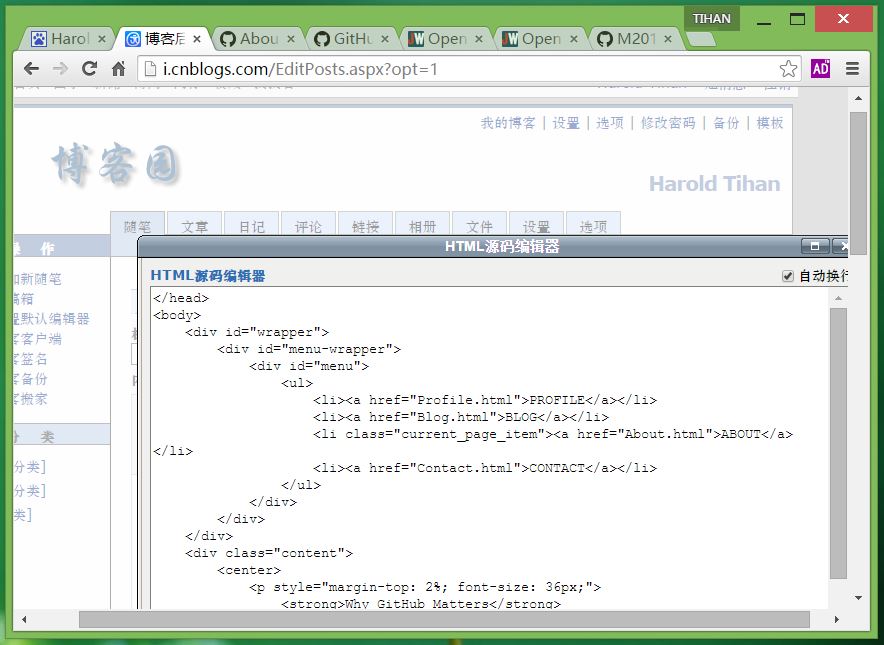 TIHAN
Harol
博客后
Abou
GitHu
Open
Open
M201
i.cnblogs.com/EditPosts.aspx?opt=1
AD
我的博客 | 设置 | 选项 | 修改密码 | 备份 | 模板
博客园
Harold Tihan
随笔 文章 日记 评论 链接 相册 文件 设置 选项
作
HTML源码编辑器
HTML源码编辑器
自动换行
加新随笔
稿箱
默认编辑器
客客户端
客签名
客备份
客搬家
分 类
分类]
分类]
类]
</head>
<body>
    <div id="wrapper">
        <div id="menu-wrapper">
            <div id="menu">
                <ul>
                    <li><a href="Profile.html">PROFILE</a></li>
                    <li><a href="Blog.html">BLOG</a></li>
                    <li class="current_page_item"><a href="About.html">ABOUT</a>
</li>
                    <li><a href="Contact.html">CONTACT</a></li>
                </ul>
            </div>
        </div>
    </div>
    <div class="content">
        <center>
            <p style="margin-top: 2%; font-size: 36px;">
                <strong>Why GitHub Matters</strong>